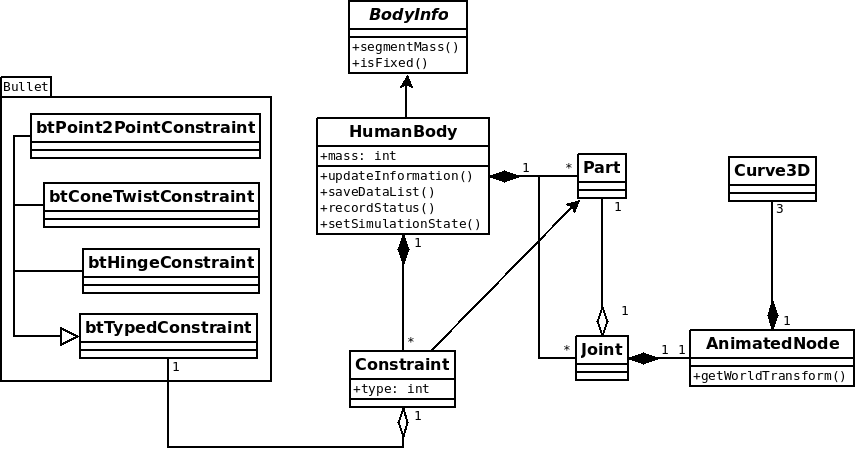 BodyInfo
+segmentMass()
+isFixed()
Bullet
btPoint2PointConstraint
btConeTwistConstraint
btHingeConstraint
btTypedConstraint
1
HumanBody
+mass: int
+updateInformation()
+saveDataList()
+recordStatus()
+setSimulationState()
1
*
1
*
Part
1
1
*
Joint
1
1
Curve3D
3
1
AnimatedNode
+getWorldTransform()
Constraint
+type: int
1